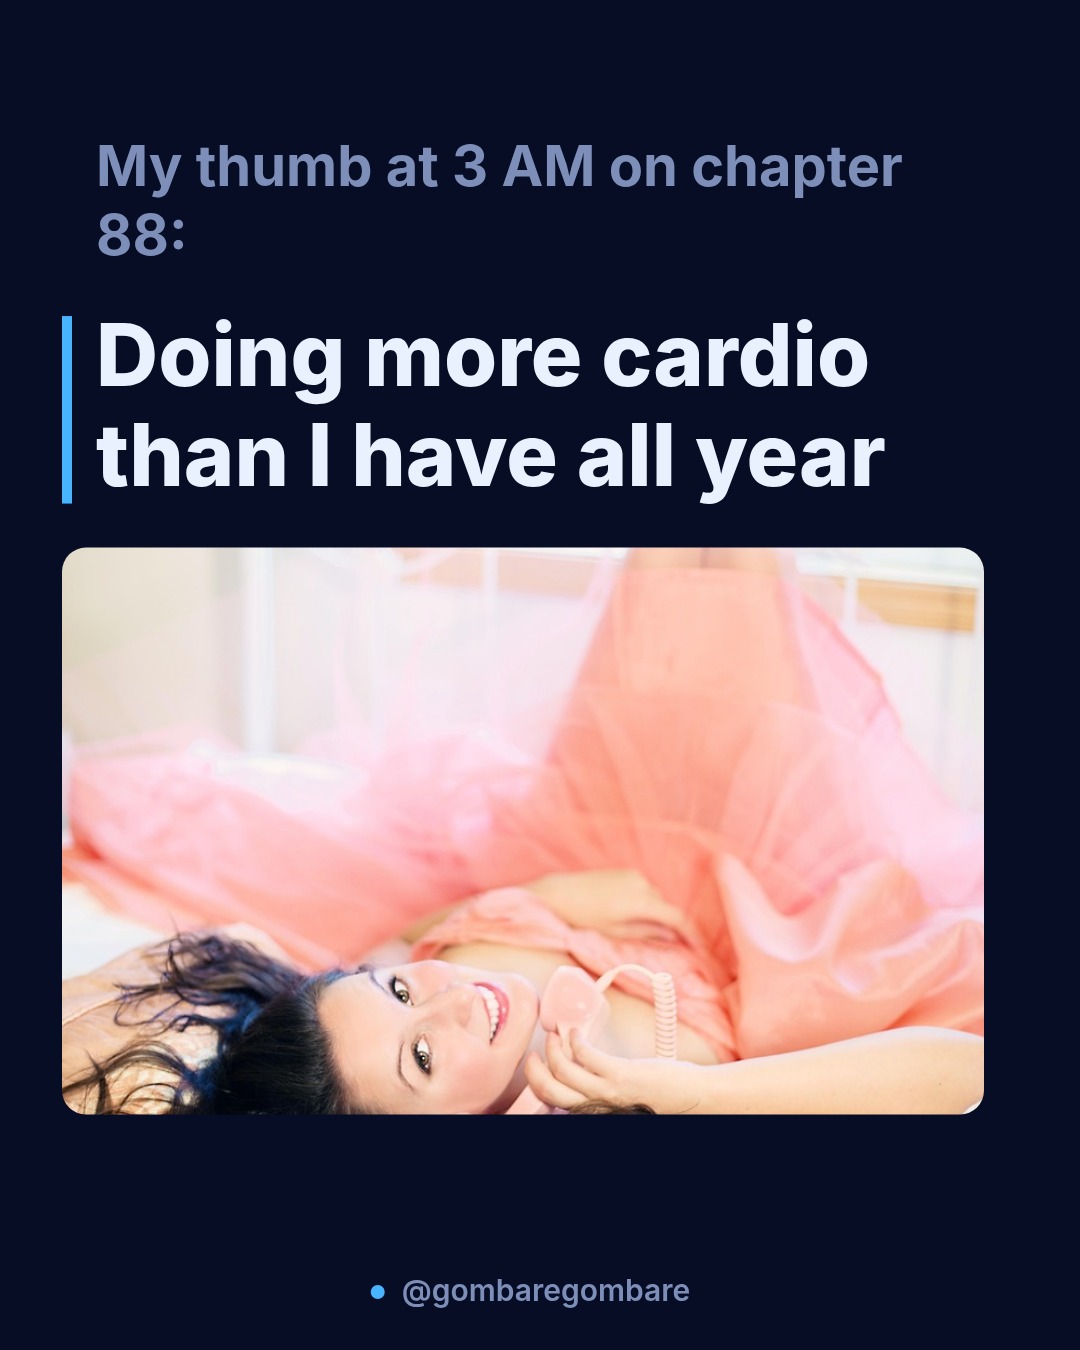 My thumb at 3 AM on chapter
88:
Doing more cardio
than I have all year
@gombaregombare